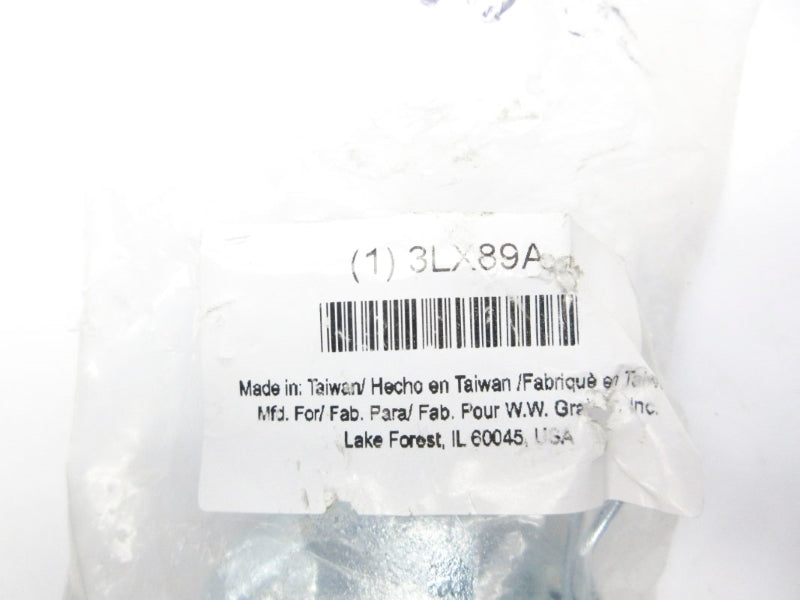 (1) 3LX89A
Made in: Taiwan/ Hecho en Taiwan /Fabriquè en
Mfd. For/ Fab. Para/ Fab. Pour W.W. Inc.
Lake Forest, IL 60045, USA